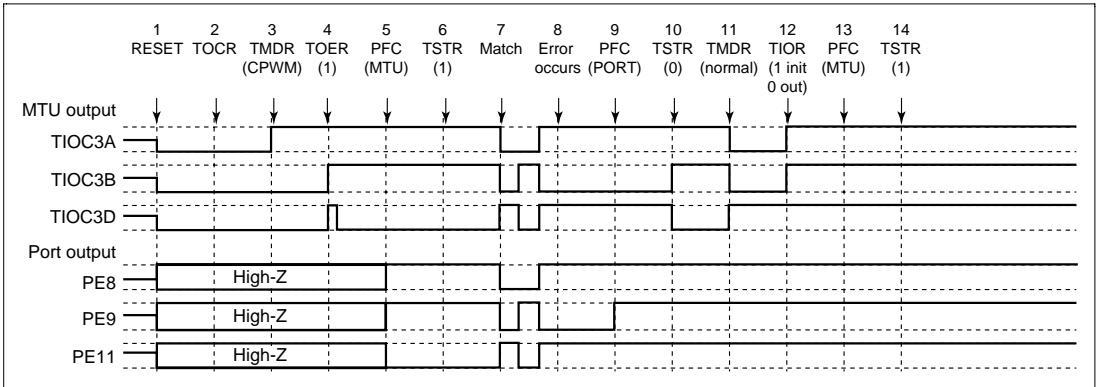 1 2 3 4 5 6 7 8 9 10 11 12 13 14
RESET TOCR TMDR TOER PFC TSTR Match Error PFC TSTR TMDR TIOR PFC TSTR
(CPWM) (1) (MTU) (1) occurs (PORT) (0) (normal) (1 init (MTU) (1)
0 out)
MTU output
TIOC3A
TIOC3B
TIOC3D
Port output
PE8 High-Z
PE9 High-Z
PE11 High-Z